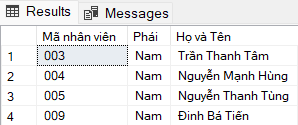 Results Messages
Mã nhân viên Phái Họ và Tên
1 003 Nam Trần Thanh Tâm
2 004 Nam Nguyễn Mạnh Hùng
3 005 Nam Nguyễn Thanh Tùng
4 009 Nam Đinh Bá Tiến